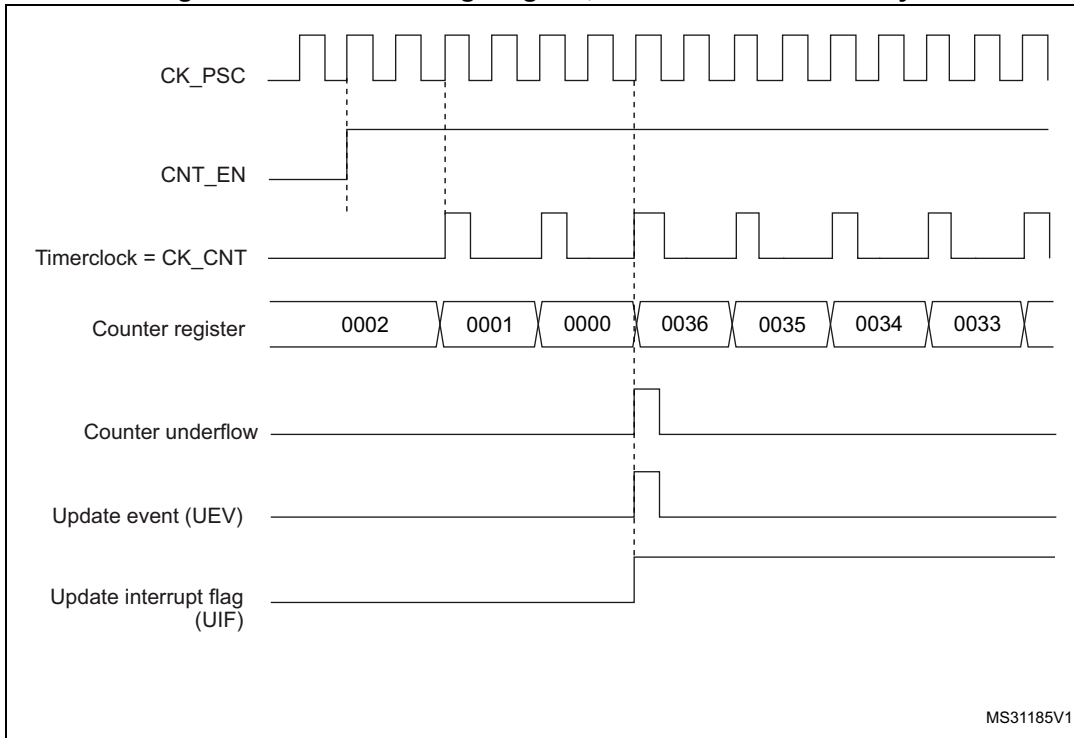 CK_PSC
CNT_EN
Timerclock = CK_CNT
Counter register 0002 0001 0000 0036 0035 0034 0033
Counter underflow
Update event (UEV)
Update interrupt flag
(UIF)
MS31185V1